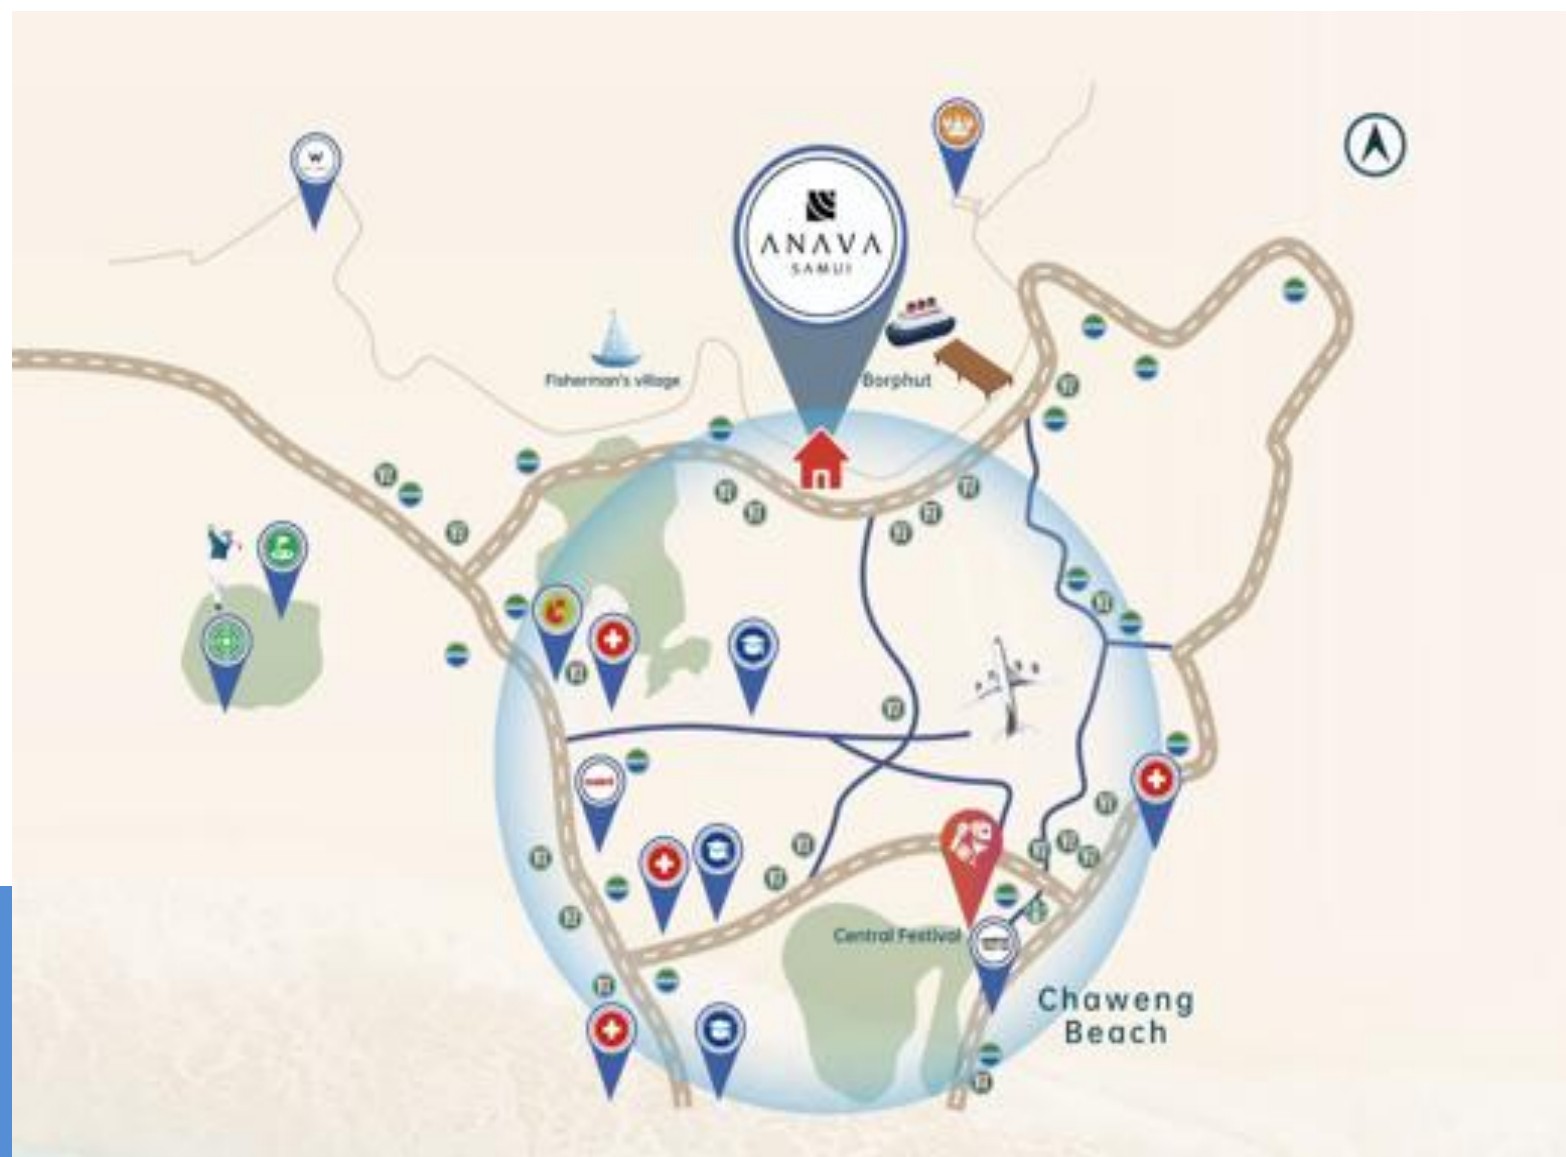 W
ANAVA
SAMUI
Fisherman's village
Borphut
Central Festival
Chaweng
Beach